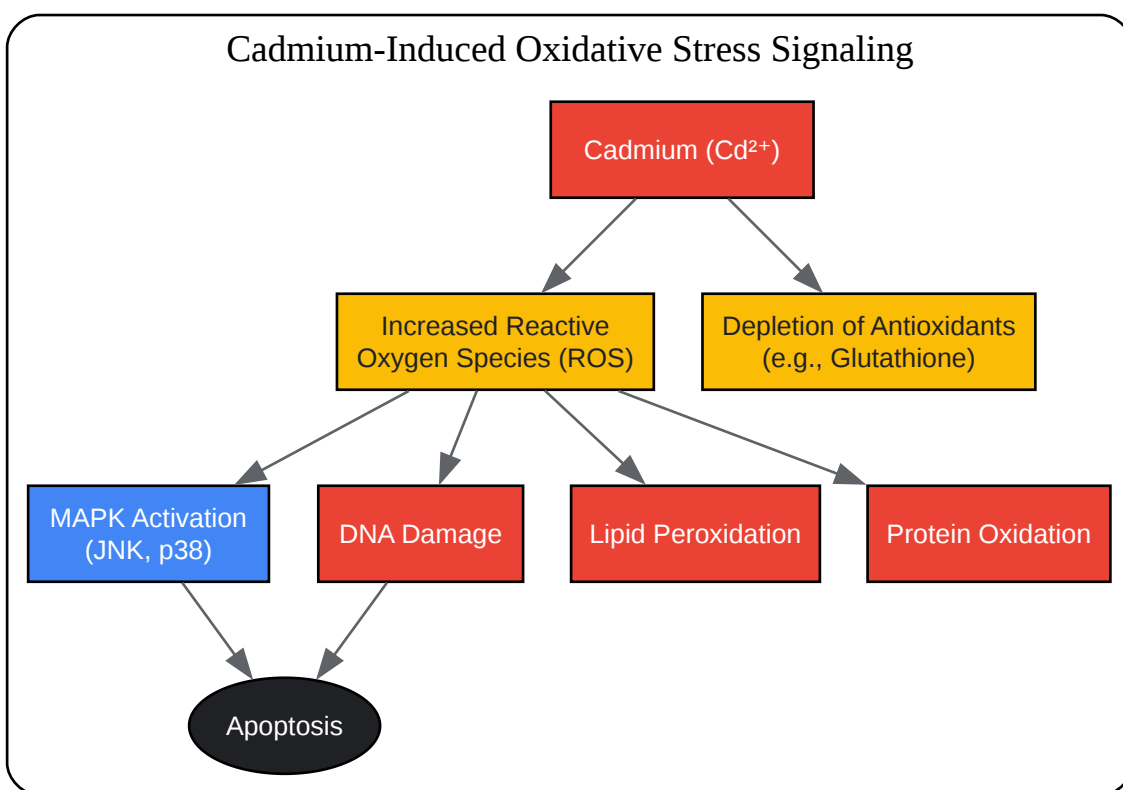 Cadmium-Induced Oxidative Stress Signaling
Cadmium (Cd²⁺)
Increased Reactive
Oxygen Species (ROS)
Depletion of Antioxidants
(e.g., Glutathione)
MAPK Activation
(JNK, p38)
DNA Damage
Lipid Peroxidation
Protein Oxidation
Apoptosis